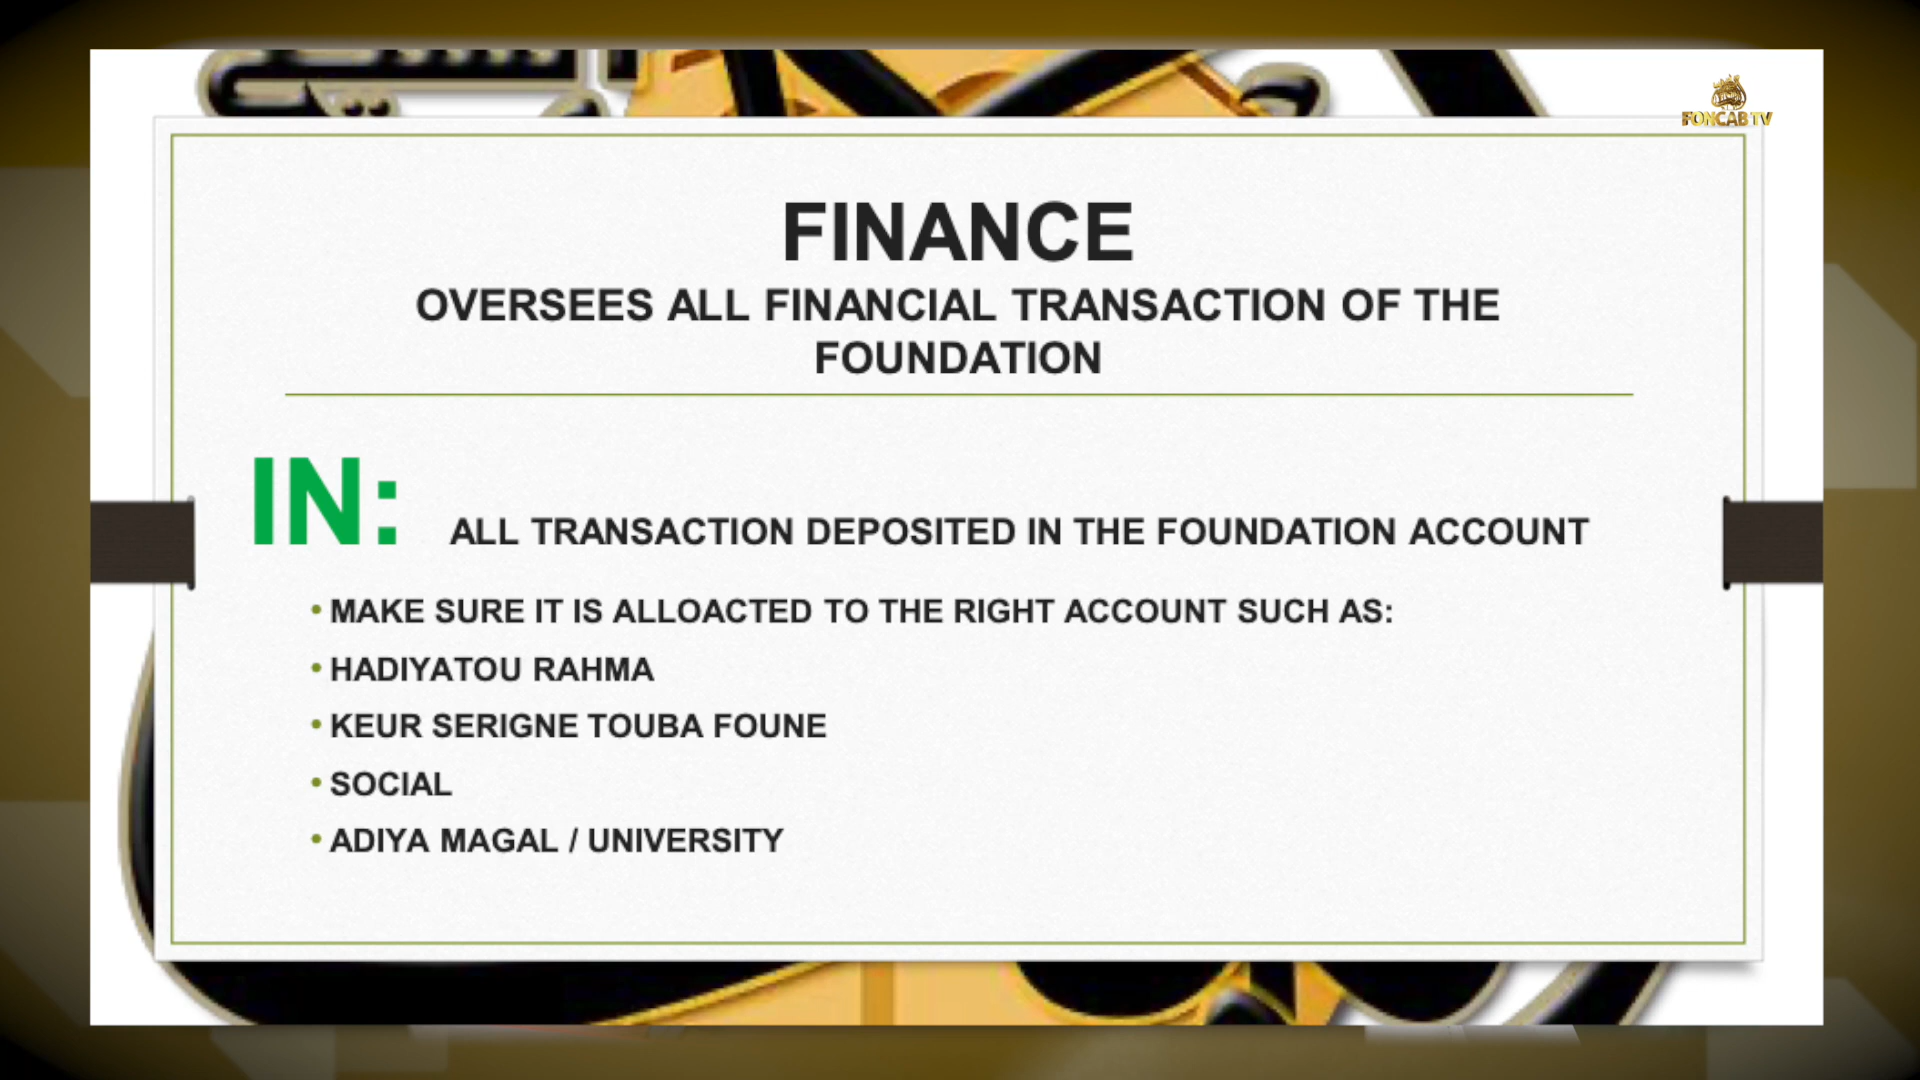 FONCAB TV
FINANCE
OVERSEES ALL FINANCIAL TRANSACTION OF THE
FOUNDATION
IN: ALL TRANSACTION DEPOSITED IN THE FOUNDATION ACCOUNT
• MAKE SURE IT IS ALLOACTED TO THE RIGHT ACCOUNT SUCH AS:
• HADIYATOU RAHMA
• KEUR SERIGNE TOUBA FOUNE
• SOCIAL
• ADIYA MAGAL / UNIVERSITY